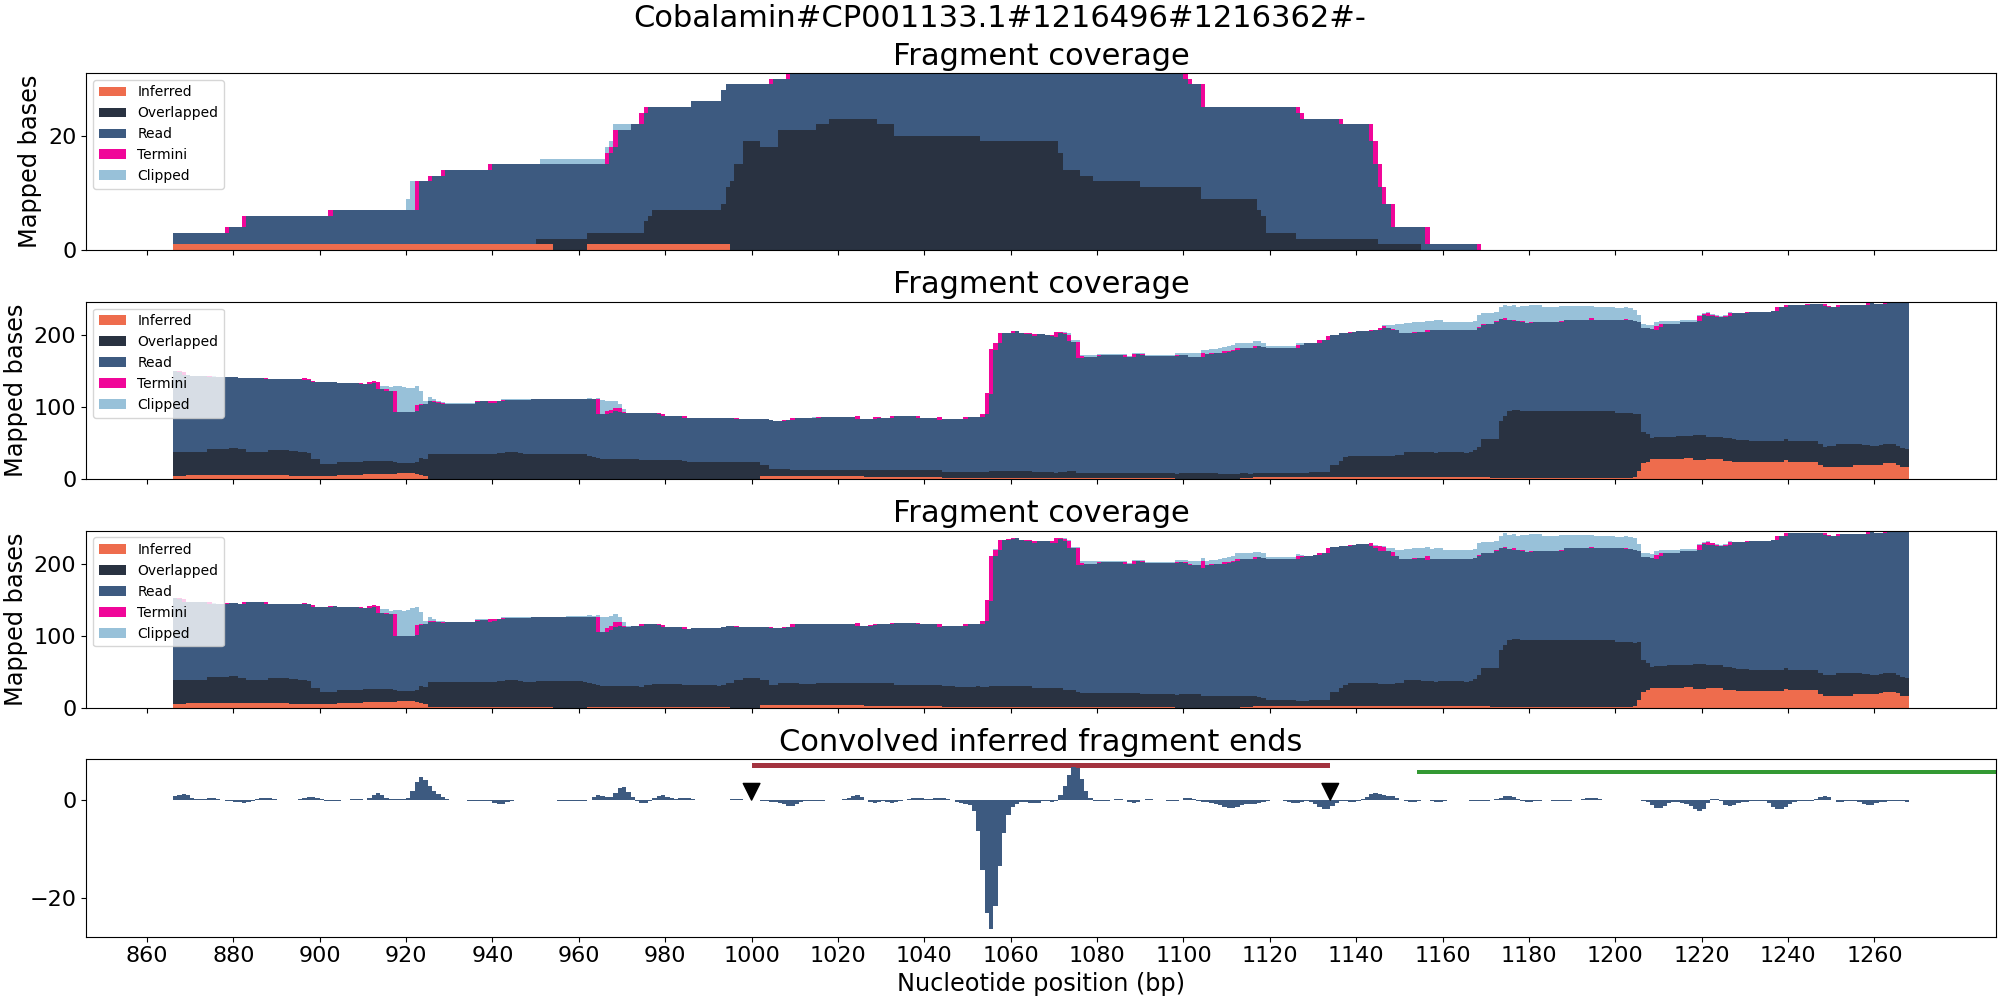 Cobalamin#CP001133.1#1216496#1216362#-
Fragment coverage
Mapped bases
20
0
Inferred
Overlapped
Read
Termini
Clipped
Fragment coverage
Mapped bases
200
100
0
Inferred
Overlapped
Read
Termini
Clipped
Fragment coverage
Mapped bases
200
100
0
Inferred
Overlapped
Read
Termini
Clipped
Convolved inferred fragment ends
0
−20
860 880 900 920 940 960 980 1000 1020 1040 1060 1080 1100 1120 1140 1160 1180 1200 1220 1240 1260
Nucleotide position (bp)